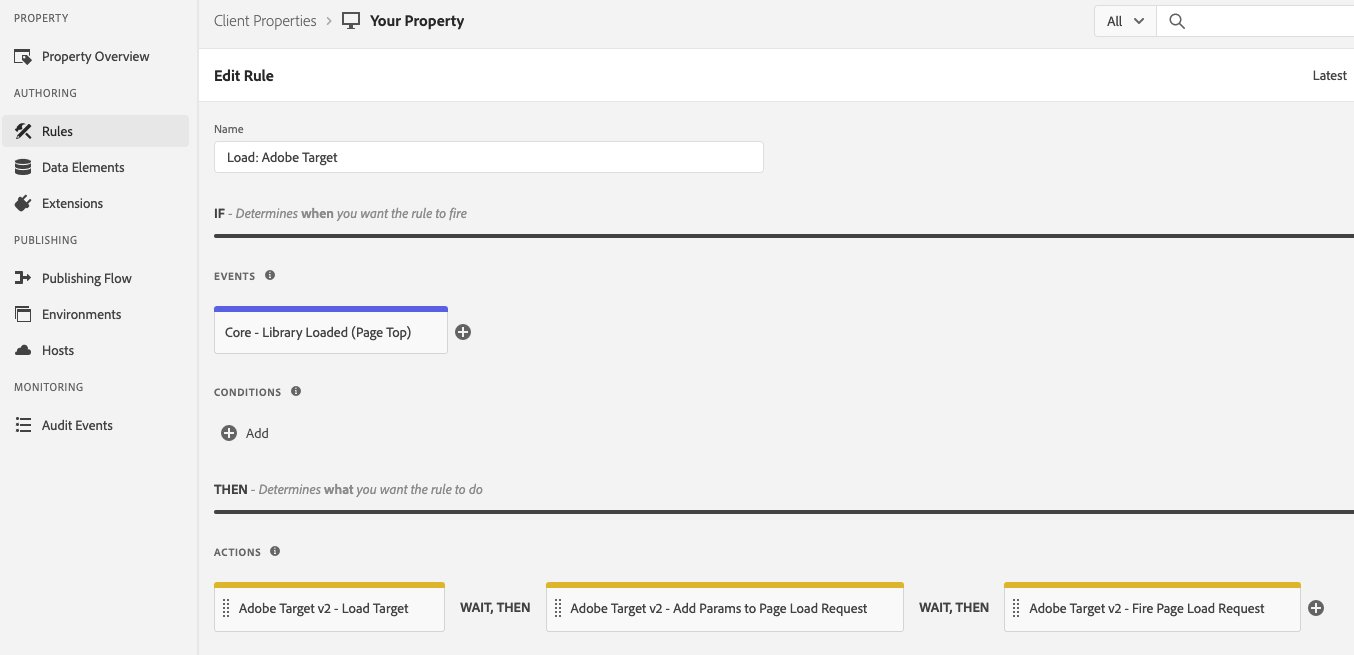 PROPERTY
Property Overview
AUTHORING
Rules
Data Elements
Extensions
PUBLISHING
Publishing Flow
Environments
Hosts
MONITORING
Audit Events
Client Properties > Your Property
All
Edit Rule
Latest
Name
Load: Adobe Target
IF - Determines when you want the rule to fire
EVENTS
Core - Library Loaded (Page Top)
CONDITIONS
Add
THEN - Determines what you want the rule to do
ACTIONS
Adobe Target v2 - Load Target WAIT, THEN Adobe Target v2 - Add Params to Page Load Request WAIT, THEN Adobe Target v2 - Fire Page Load Request